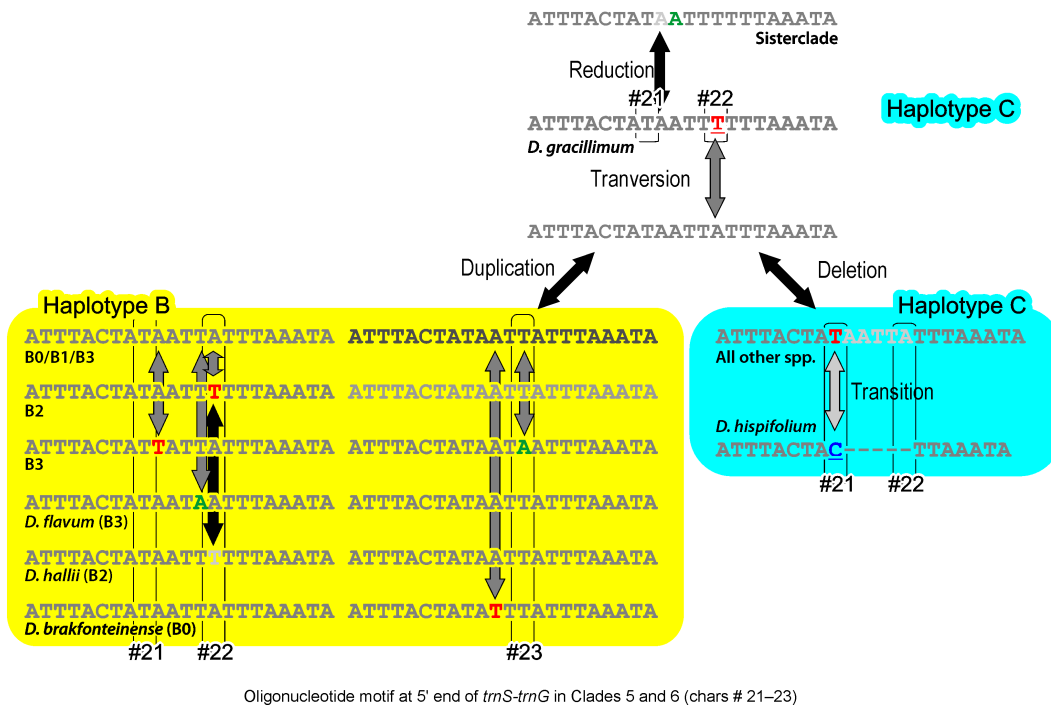 ATTTACTATAATTTTTTAAATA
Sisterclade
Reduction
#21 #22
Haplotype C
ATTTACTATAATTTTTTAAATA
D. gracillimum
Tranversion
ATTTACTATAATTATTTAAATA
Duplication
Deletion
Haplotype B
ATTTACTATAATTATTTAAATA ATTTACTATAATTATTTAAATA
B0/B1/B3
ATTTACTATAATTTTTTAAATA ATTTACTATAATTATTTAAATA
B2
ATTTACTATTATTATTTAAATA ATTTACTATAATAATTTAAATA
B3
ATTTACTATAATAATTTAAATA ATTTACTATAATTATTTAAATA
D. flavum (B3)
ATTTACTATAATTTTTTAAATA ATTTACTATAATTATTTAAATA
D. hallii (B2)
ATTTACTATAATTATTTAAATA ATTTACTATATTTATTTAAATA
D. brakfonteinense (B0)
#21 #22 #23
Haplotype C
ATTTACTATAATTATTTAAATA
All other spp.
Transition
D. hispifolium
ATTTACTAC-----TTAAATA
#21 #22
Oligonucleotide motif at 5' end of trnS-trnG in Clades 5 and 6 (chars # 21–23)